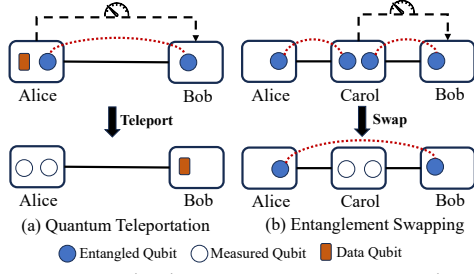 Alice
Bob
Alice
Carol
Bob
Teleport
Swap
Alice
Bob
Alice
Carol
Bob
(a) Quantum Teleportation
(b) Entanglement Swapping
Entangled Qubit
Measured Qubit
Data Qubit